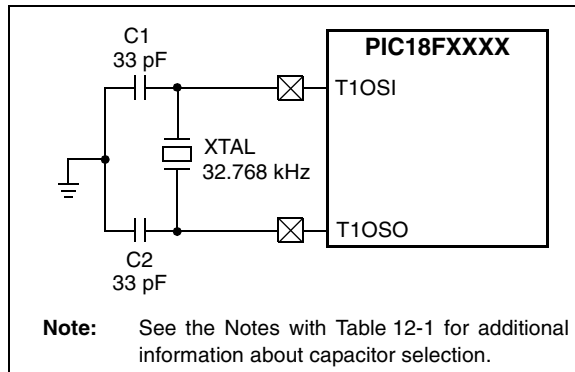 C1
33 pF
PIC18FXXXX
T1OSI
XTAL
32.768 kHz
T1OSO
C2
33 pF
Note: See the Notes with Table 12-1 for additional
information about capacitor selection.